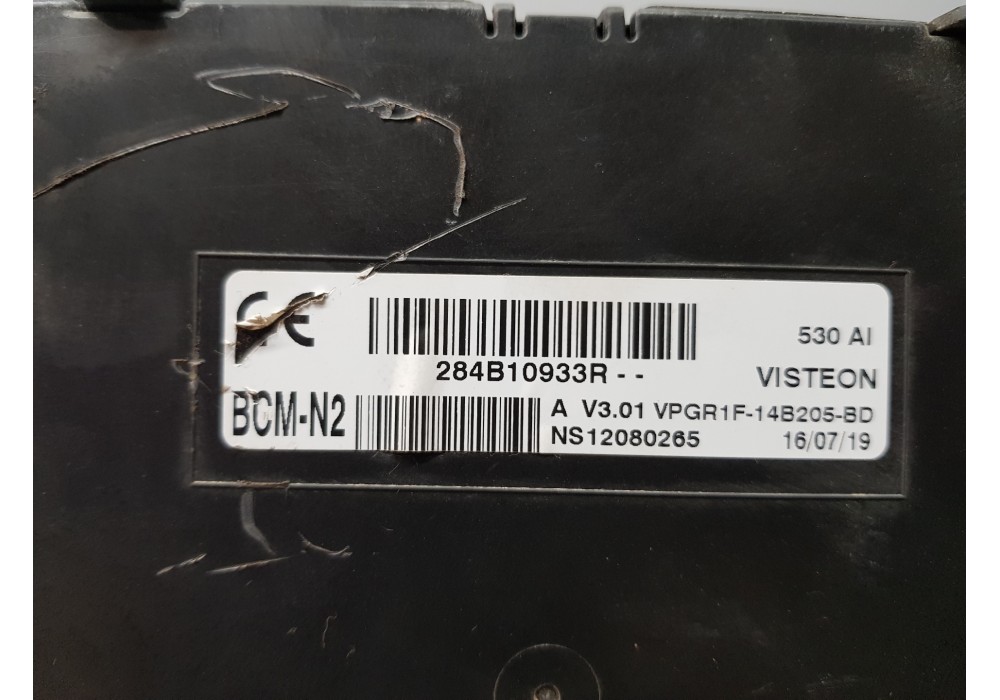 CE
530 AI
284B10933R - -
VISTEON
BCM-N2
A V3.01 VPGR1F-14B205-BD
NS12080265
16/07/19